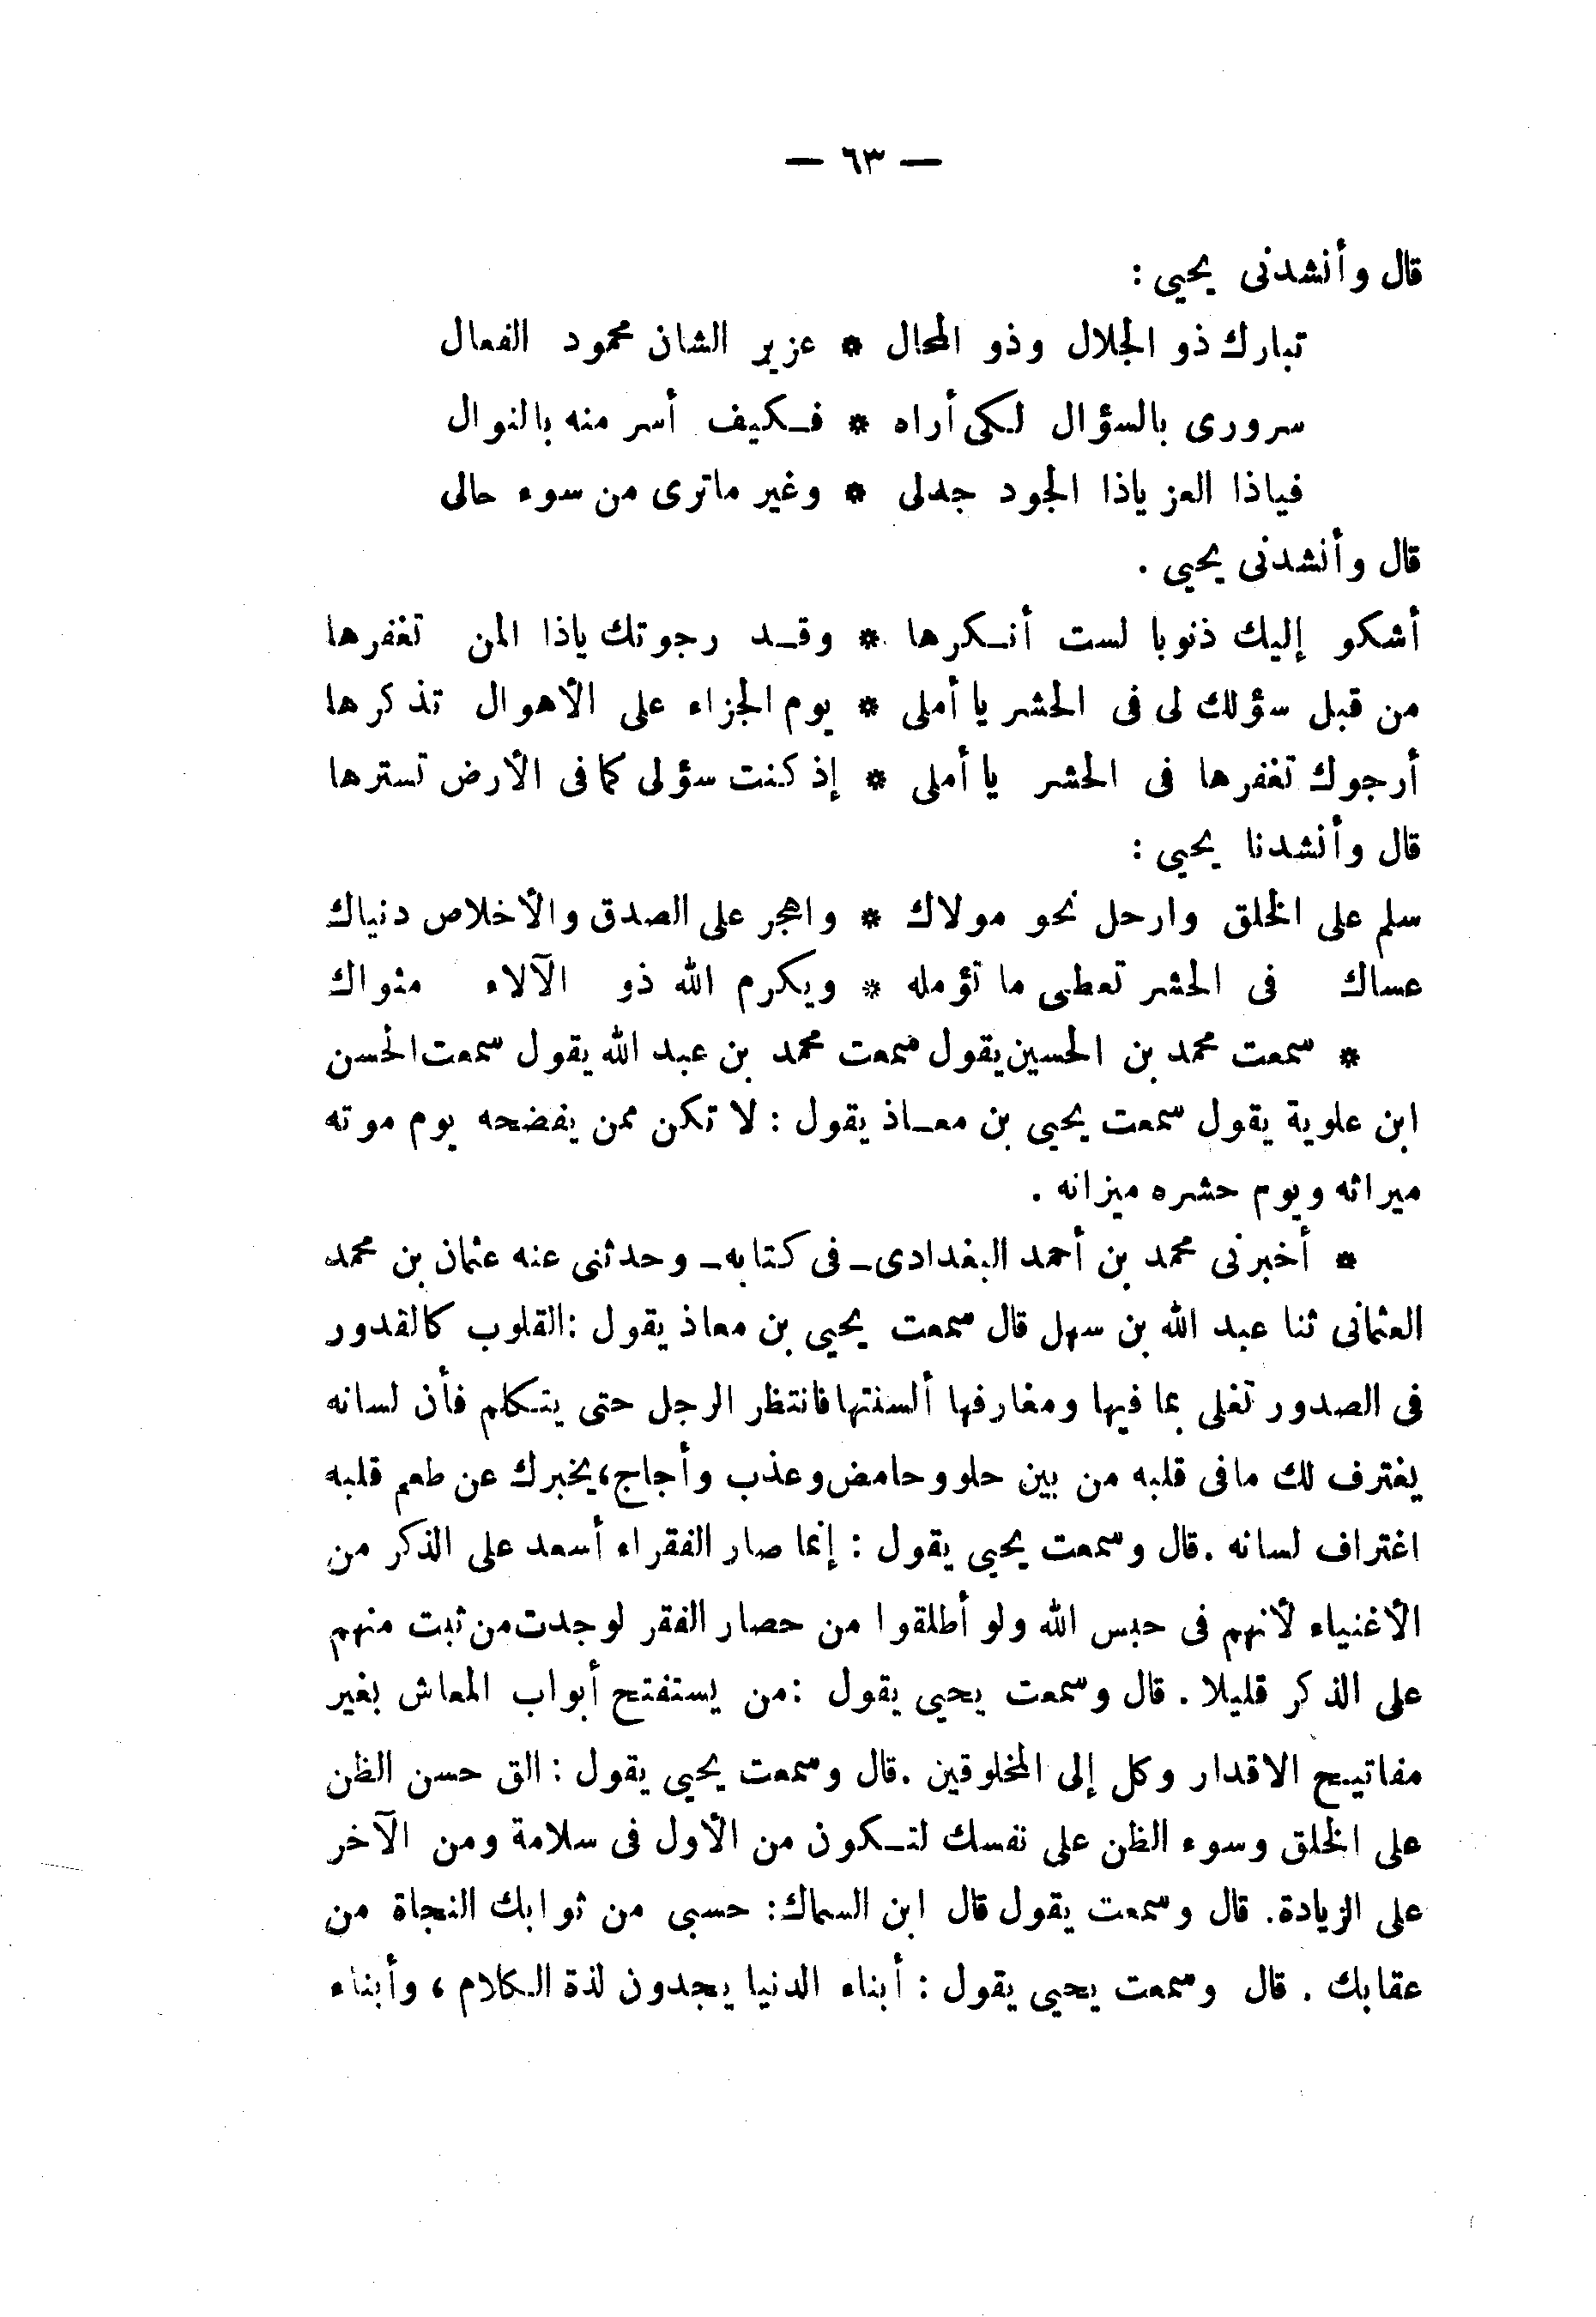 — ٦٣ —
قال وأنشدنى يحيى :
تبارك ذو الجلال وذو المحال * عزيز الشان محمود الفعال
سرورى بالسؤال لكى أراه * فكيف أسر منه بالنوال
فياذا العز ياذا الجود جدلى * وغير ماترى من سوء حالى
قال وأنشدنى يحيى .
أشكو إليك ذنوبا لست أنكرها * وقد رجوتك ياذا المن تغفرها
من قبل سؤلك لى فى الحشر يا أملى * يوم الجزاء على الأهوال تذكرها
أرجوك تغفرها فى الحشر يا أملى * إذ كنت سؤلى كما فى الأرض تسترها
قال وأنشدنا يحيى :
سلم على الخلق وارحل نحو مولاك * واهجر على الصدق والأخلاص دنياك
عساك فى الحشر تعطى ما تؤمله * ويكرم الله ذو الآلاء مثواك
* سمعت محمد بن الحسين يقول سمعت محمد بن عبد الله يقول سمعت الحسن
ابن علوية يقول سمعت يحيى بن معاذ يقول : لا تكن ممن يفضحه يوم موته
ميراثه ويوم حشره ميزانه .
* أخبرنى محمد بن أحمد البغدادى ـ فى كتابه ـ وحدثنى عنه عثمان بن محمد
العثمانى ثنا عبد الله بن سهل قال سمعت يحيى بن معاذ يقول : القلوب كالقدور
فى الصدور تغلى بما فيها ومغارفها ألسنتها فانتظر الرجل حتى يتكلم فأن لسانه
يغترف لك مافى قلبه من بين حلو وحامض وعذب وأجاج، يخبرك عن طعم قلبه
اغتراف لسانه . قال وسمعت يحيى يقول : إنما صار الفقراء أسعد على الذكر من
الأغنياء لأنهم فى حبس الله ولو أطلقوا من حصار الفقر لوجدت من ثبت منهم
على الذكر قليلا . قال وسمعت يحيى يقول : من يستفتح أبواب المعاش بغير
مفاتيح الاقدار وكل إلى المخلوقين . قال وسمعت يحيى يقول : الق حسن الظن
على الخلق وسوء الظن على نفسك لتكون من الأول فى سلامة ومن الآخر
على الزيادة. قال وسمعت يقول قال ابن السماك: حسبى من ثوابك النجاة من
عقابك . قال وسمعت يحيى يقول : أبناء الدنيا يجدون لذة الكلام ، وأبناء